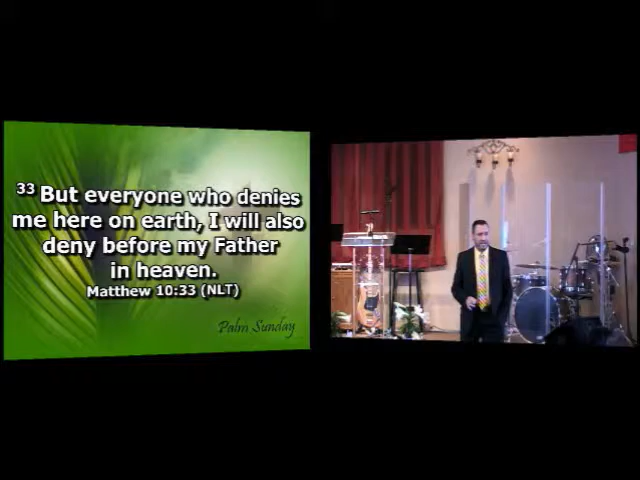 33 But everyone who denies
me here on earth, I will also
deny before my Father
in heaven.
Matthew 10:33 (NLT)
Palm Sunday